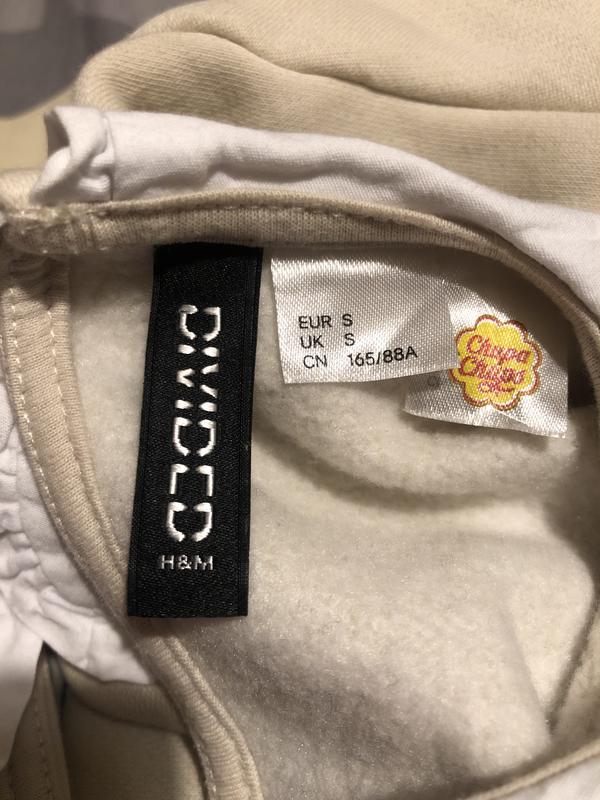 DIVIDED
H&M
EUR S
UK S
CN 165/88A
Chupa
Chups